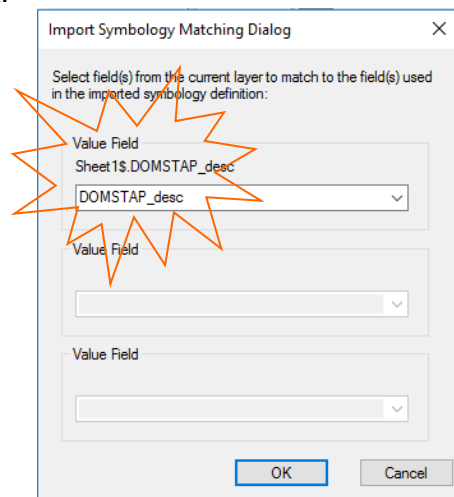 Import Symbology Matching Dialog
Select field(s) from the current layer to match to the field(s) used
in the imported symbology definition:
Value Field
Sheet1$.DOMSTAP_desc
DOMSTAP_desc
Value Field
Value Field
OK Cancel